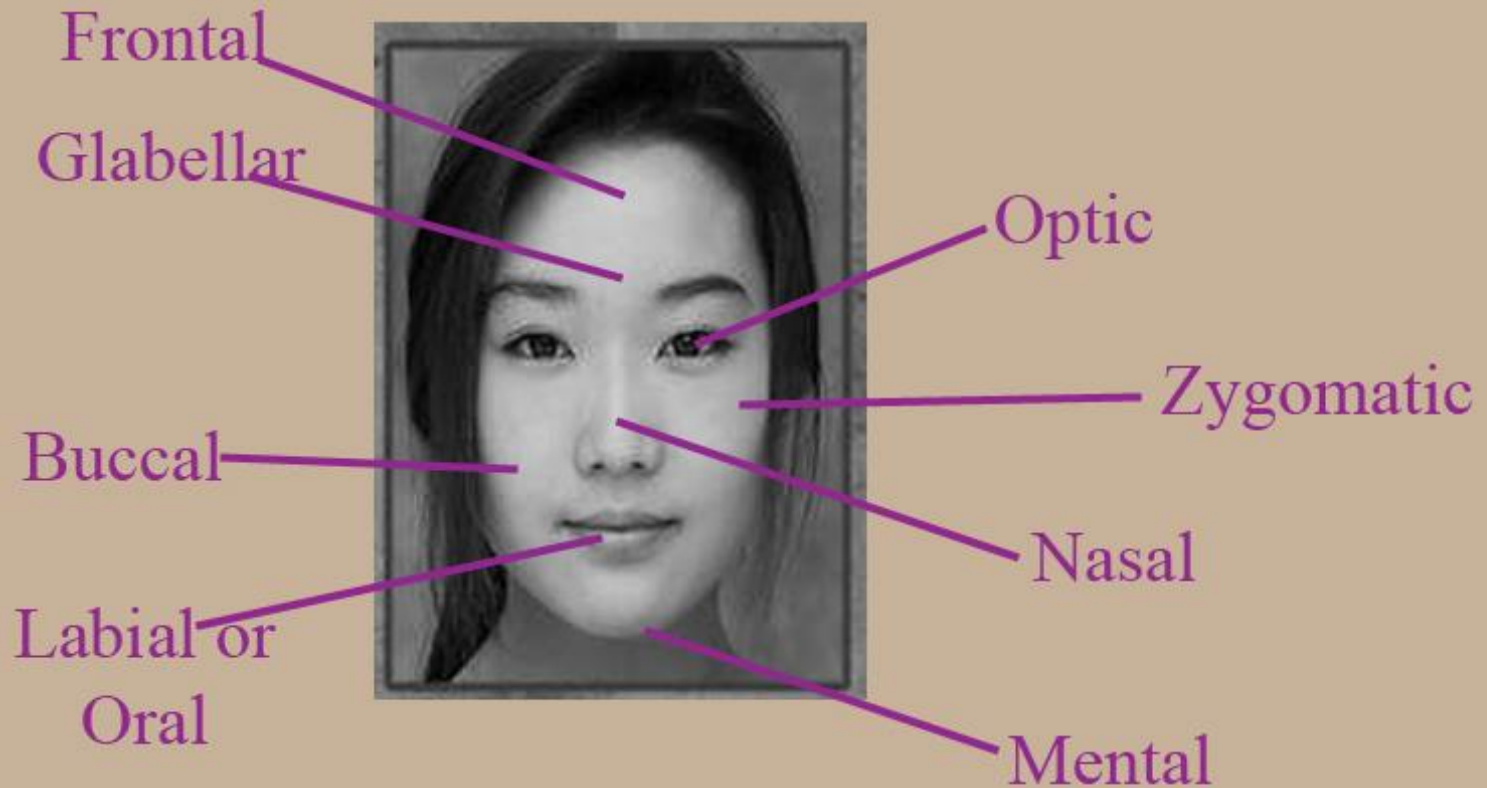 Frontal
Glabellar
Optic
Zygomatic
Buccal
Nasal
Labial or
Oral
Mental